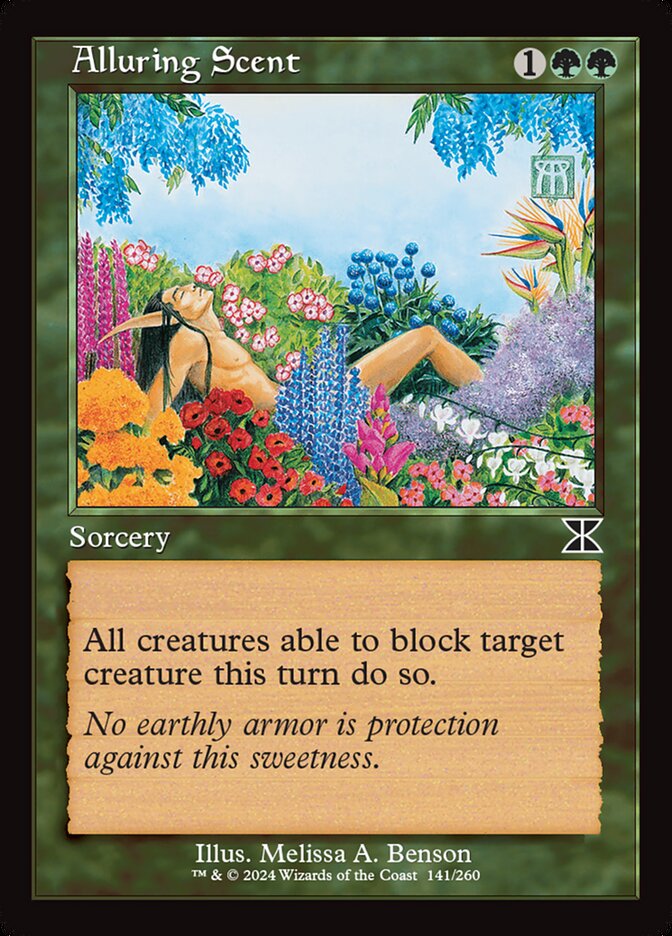 Alluring Scent 1
Sorcery
All creatures able to block target
creature this turn do so.
No earthly armor is protection
against this sweetness.
Illus. Melissa A. Benson
™ & © 2024 Wizards of the Coast 141/260